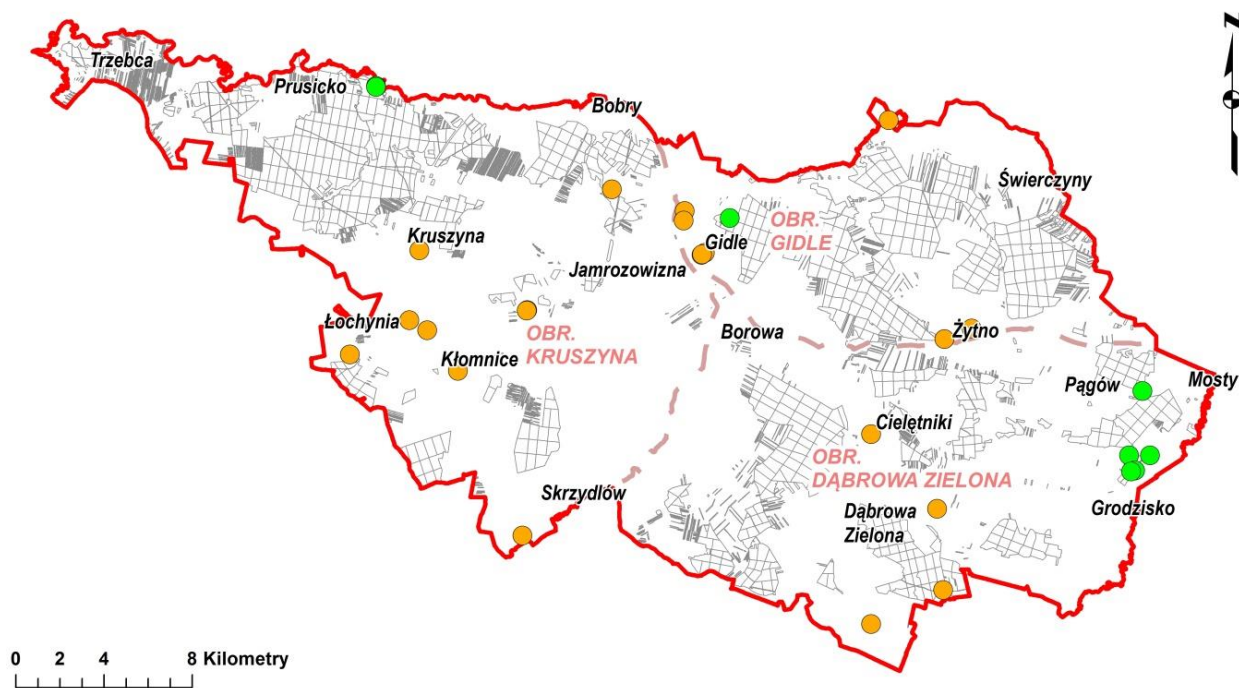 Trzebca
Prusicko
Bobry
Świerczyny
OBR.
GIDLE
Kruszyna
Gidle
Jamrozowizna
Łochynia
OBR.
KRUSZYNA
Borowa
Żytno
Kłomnice
Pągów
Mosty
Cielętniki
OBR.
DĄBROWA ZIELONA
Skrzydlów
Dąbrowa
Zielona
Grodzisko
0 2 4 8 Kilometry
N